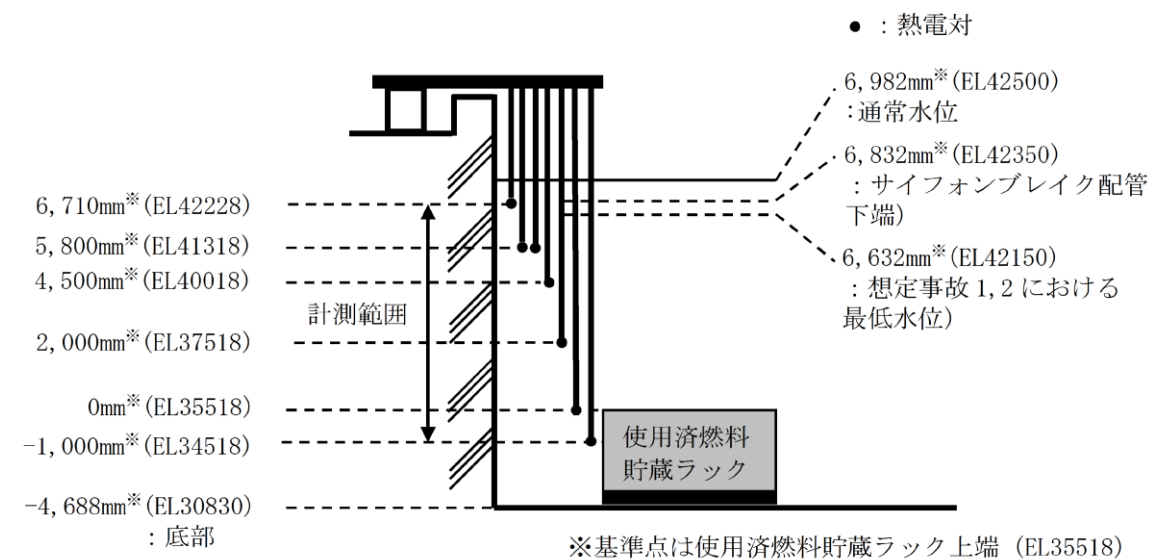 ● : 熱電対
6,982mm※(EL42500)
:通常水位
6,832mm※(EL42350)
:サイフォンブレイク配管
下端)
6,632mm※(EL42150)
:想定事故1,2における
最低水位)
6,710mm※(EL42228)
5,800mm※(EL41318)
4,500mm※(EL40018)
計測範囲
2,000mm※(EL37518)
0mm※(EL35518)
-1,000mm※(EL34518)
使用済燃料
貯蔵ラック
-4,688mm※(EL30830)
:底部
※基準点は使用済燃料貯蔵ラック上端 (EL35518)